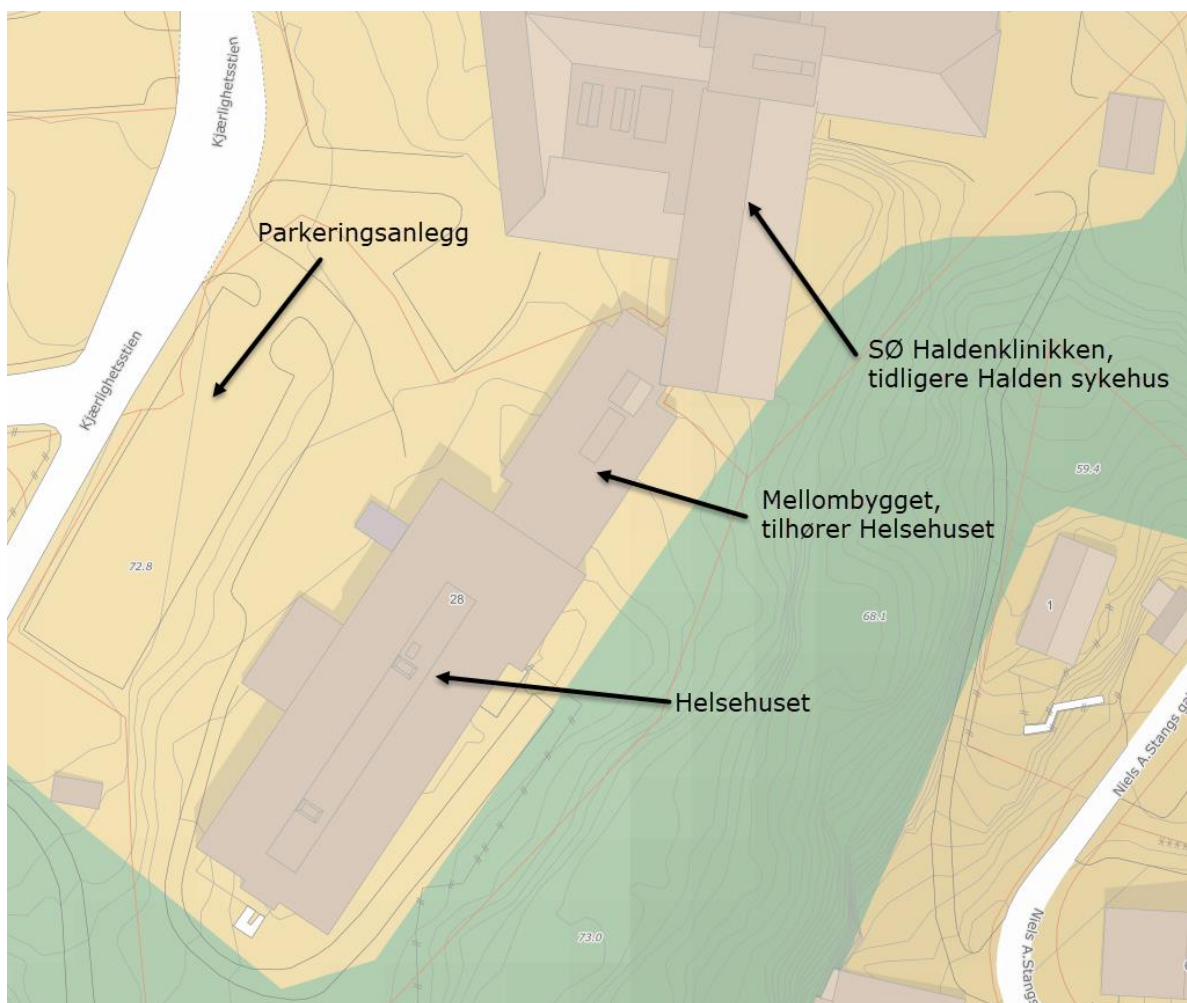 Kjærlighetsstien
Parkeringsanlegg
Kjærlighetsstien
SØ Haldenklinikken,
tidligere Halden sykehus
59.4
Mellombygget,
tilhører Helsehuset
72.8
28
68.1
1
Helsehuset
Niels A.Stangs ga
73.0
Niels A.Stangs